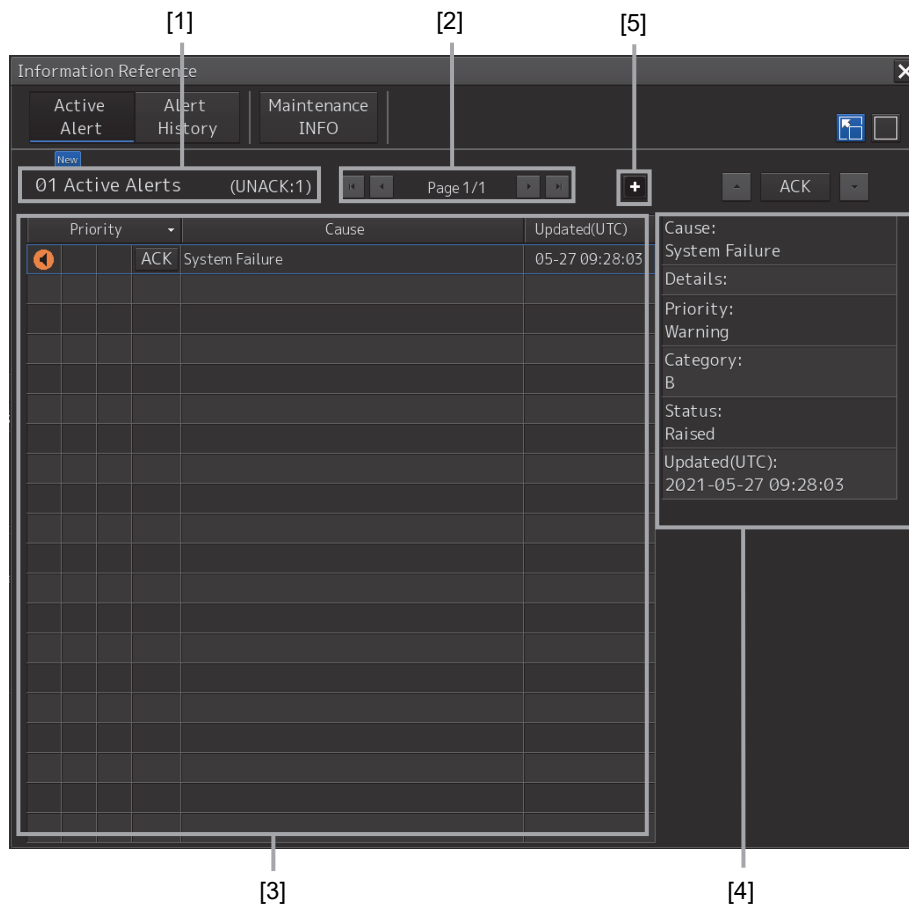 [1] [2] [5]
Information Reference
Active Alert History Maintenance
Alert INFO
New
01 Active Alerts (UNACK:1) Page 1/1 + ACK
Priority Cause Updated(UTC)
ACK System Failure 05-27 09:28:03
Cause:
System Failure
Details:
Priority:
Warning
Category:
B
Status:
Raised
Updated(UTC):
2021-05-27 09:28:03
[3] [4]